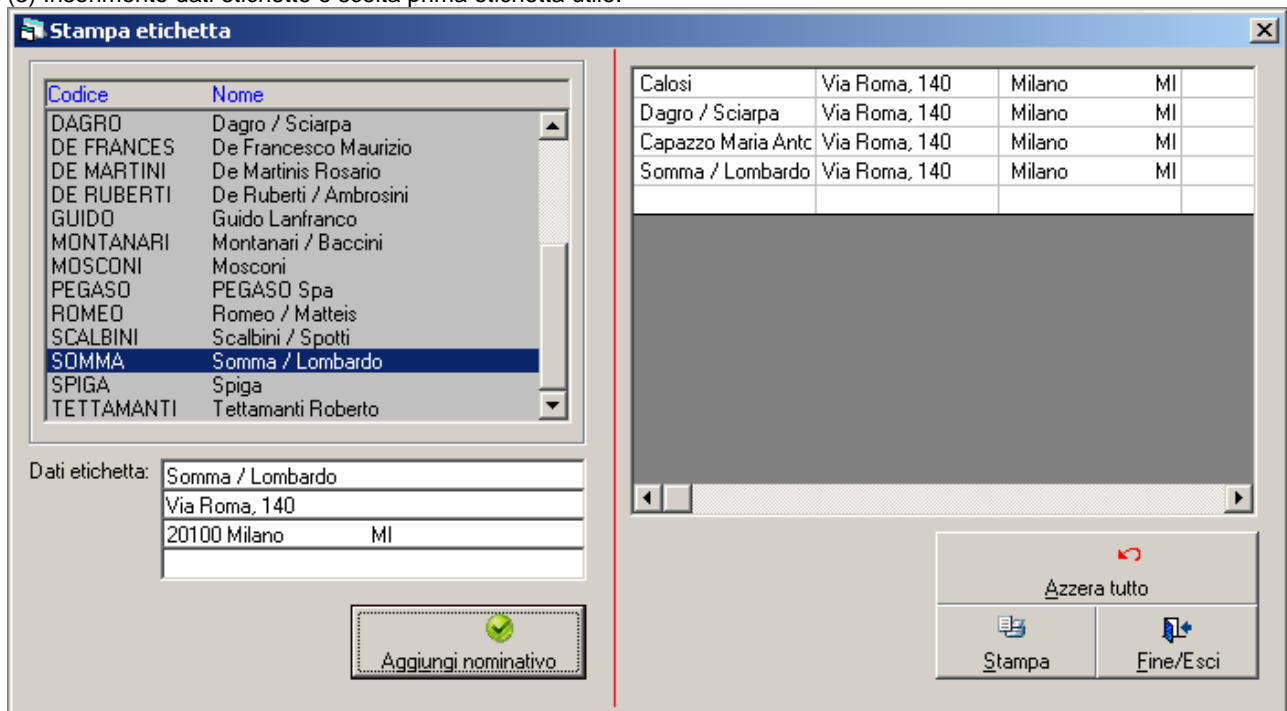 (3) Inserimento dati etichette e scelta prima etichetta utile.
Stampa etichetta
Codice Nome
DAGRO Dagro / Sciarpa
DE FRANCES De Francesco Maurizio
DE MARTINI De Martinis Rosario
DE RUBERTI De Ruberti / Ambrosini
GUIDO Guido Lanfranco
MONTANARI Montanari / Baccini
MOSCONI Mosconi
PEGASO PEGASO Spa
ROMEO Romeo / Matteis
SCALBINI Scalbini / Spotti
SOMMA Somma / Lombardo
SPIGA Spiga
TETTAMANTI Tettamanti Roberto
Dati etichetta:
Somma / Lombardo
Via Roma, 140
20100 Milano MI
Aggiungi nominativo
Calosi Via Roma, 140 Milano MI
Dagro / Sciarpa Via Roma, 140 Milano MI
Capazzo Maria Antc Via Roma, 140 Milano MI
Somma / Lombardo Via Roma, 140 Milano MI
Azzera tutto
Stampa Fine/Esci